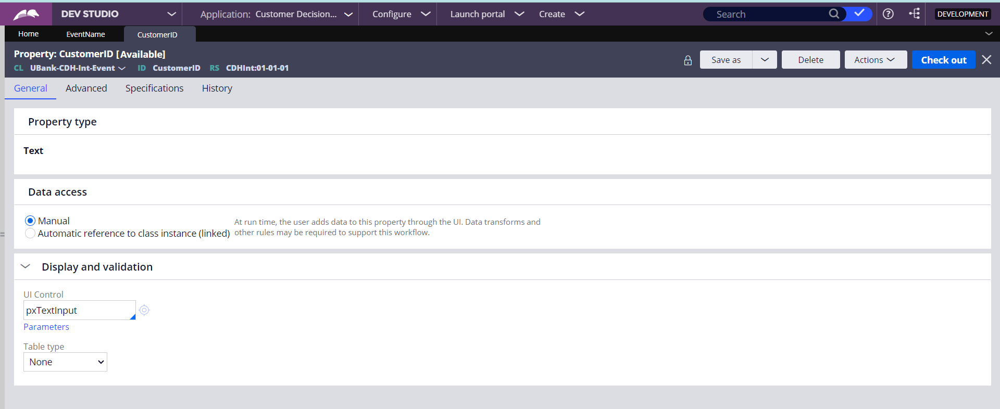 DEV STUDIO
Application: Customer Decision...
Configure
Launch portal
Create
Search
DEVELOPMENT
Home
EventName
CustomerID
Property: CustomerID [Available]
CL UBank-CDH-Int-Event ID CustomerID RS CDHInt:01-01-01
Save as
Delete
Actions
Check out
General
Advanced
Specifications
History
Property type
Text
Data access
Manual
Automatic reference to class instance (linked)
At run time, the user adds data to this property through the UI. Data transforms and
other rules may be required to support this workflow.
Display and validation
UI Control
pxTextInput
Parameters
Table type
None